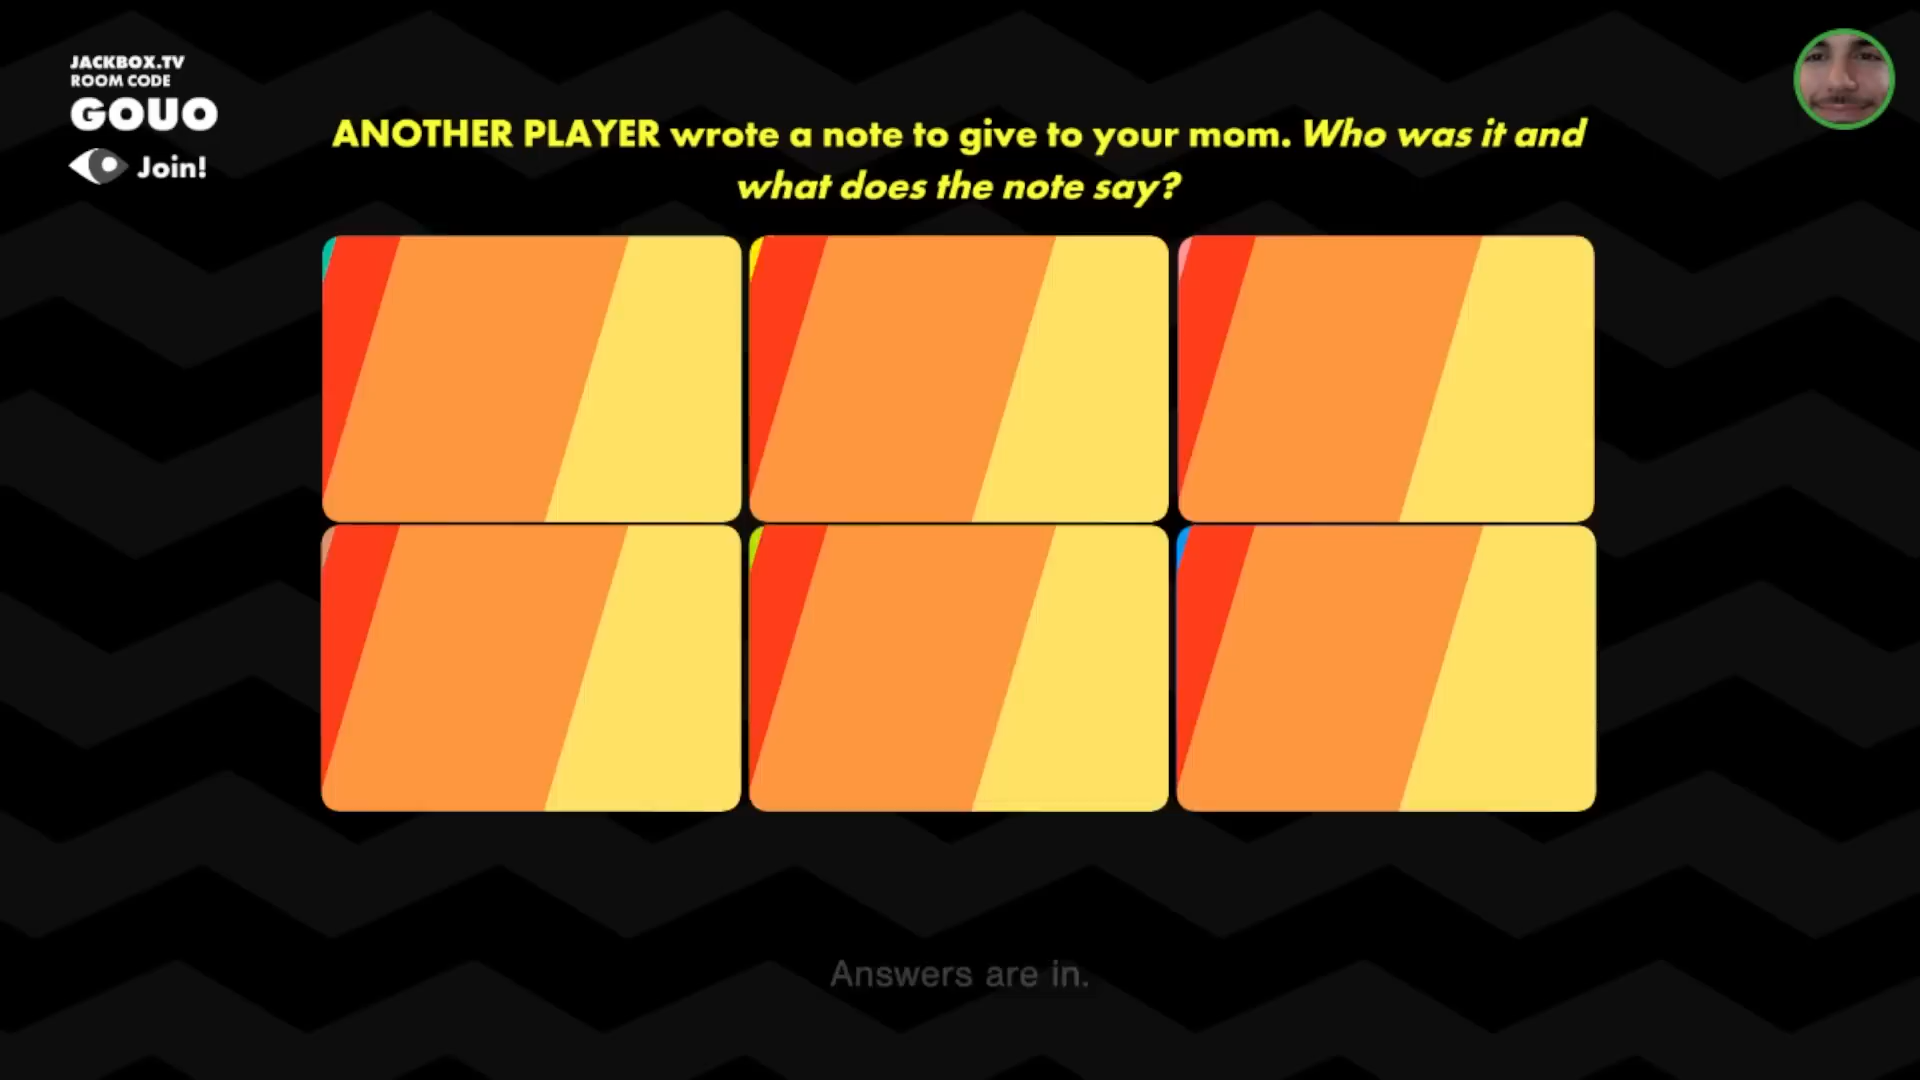 JACKBOX.TV
ROOM CODE
GOUO
Join!
ANOTHER PLAYER wrote a note to give to your mom. Who was it and
what does the note say?
Answers are in.